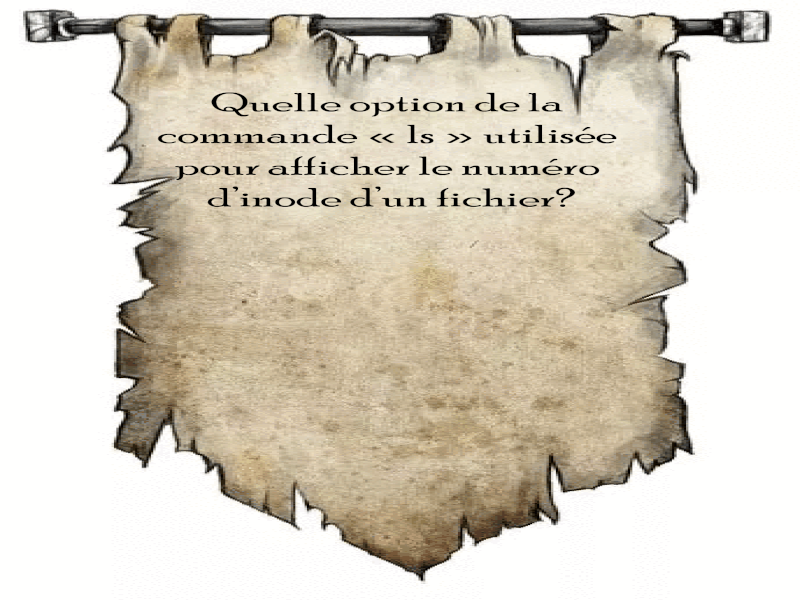 Quelle option de la
commande « ls » utilisée
pour afficher le numéro
d'inode d'un fichier?